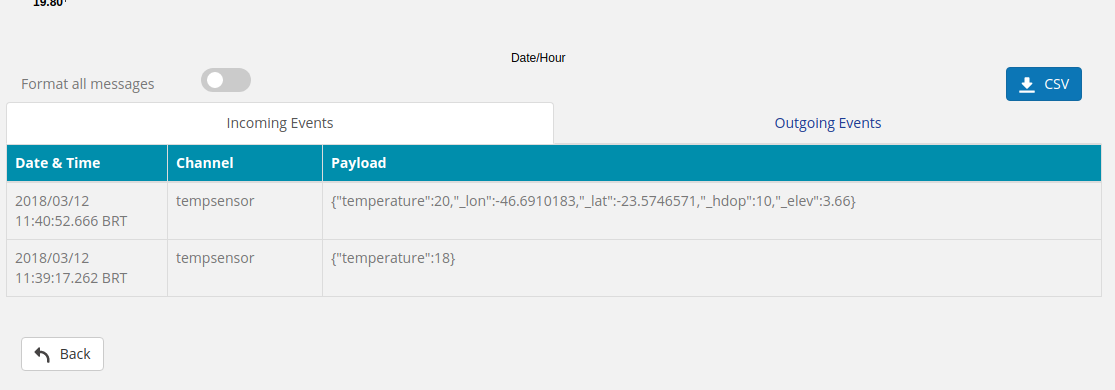 19.80
Date/Hour
Format all messages
CSV
Incoming Events
Outgoing Events
Date & Time Channel Payload
2018/03/12 tempsensor {"temperature":20,"_lon":-46.6910183,"_lat":-23.5746571,"_hdop":10,"_elev":3.66}
11:40:52.666 BRT
2018/03/12 tempsensor {"temperature":18}
11:39:17.262 BRT
Back